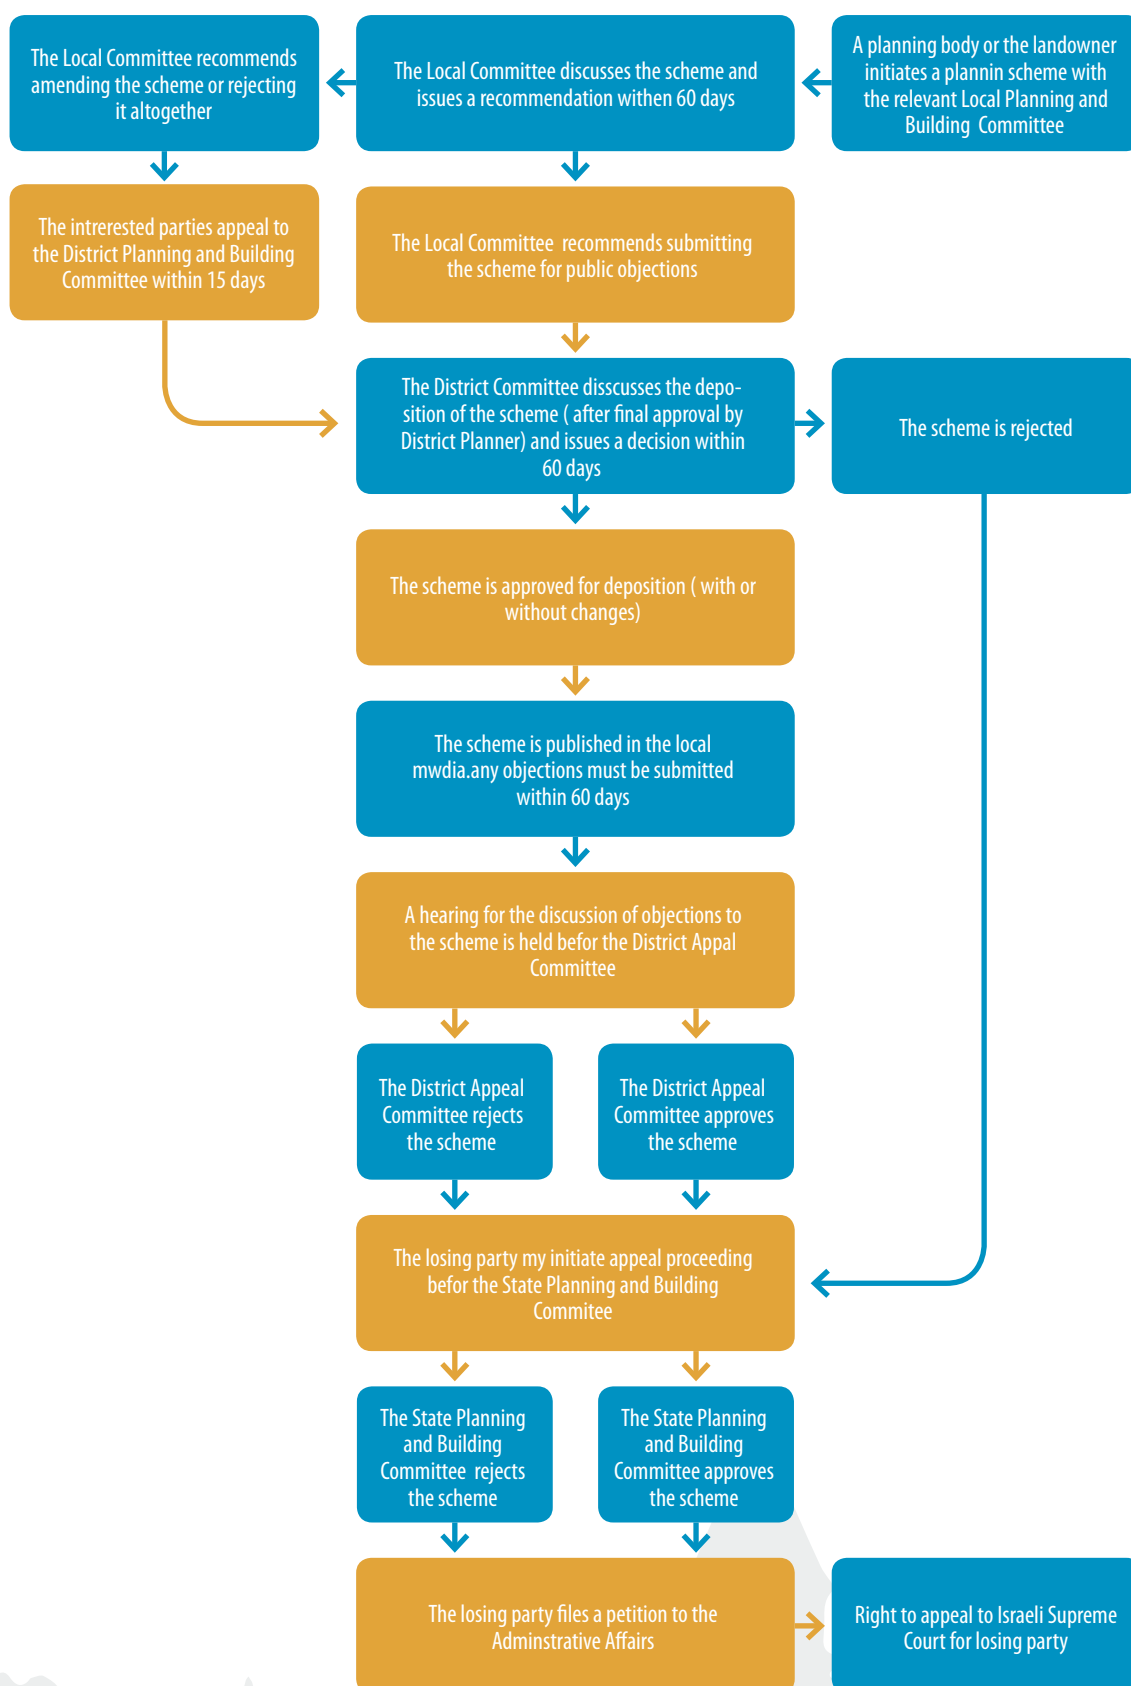 The Local Committee recommends
amending the scheme or rejecting
it altogether
The Local Committee discusses the scheme and
issues a recommendation withen 60 days
A planning body or the landowner
initiates a plannin scheme with
the relevant Local Planning and
Building Committee
The intrerested parties appeal to
the District Planning and Building
Committee within 15 days
The Local Committee recommends submitting
the scheme for public objections
The District Committee disscusses the depo-
sition of the scheme ( after final approval by
District Planner) and issues a decision within
60 days
The scheme is rejected
The scheme is approved for deposition ( with or
without changes)
The scheme is published in the local
mwdia.any objections must be submitted
within 60 days
A hearing for the discussion of objections to
the scheme is held befor the District Appal
Committee
The District Appeal
Committee rejects
the scheme
The District Appeal
Committee approves
the scheme
The losing party my initiate appeal proceeding
befor the State Planning and Building
Commitee
The State Planning
and Building
Committee rejects
the scheme
The State Planning
and Building
Committee approves
the scheme
The losing party files a petition to the
Adminstrative Affairs
Right to appeal to Israeli Supreme
Court for losing party